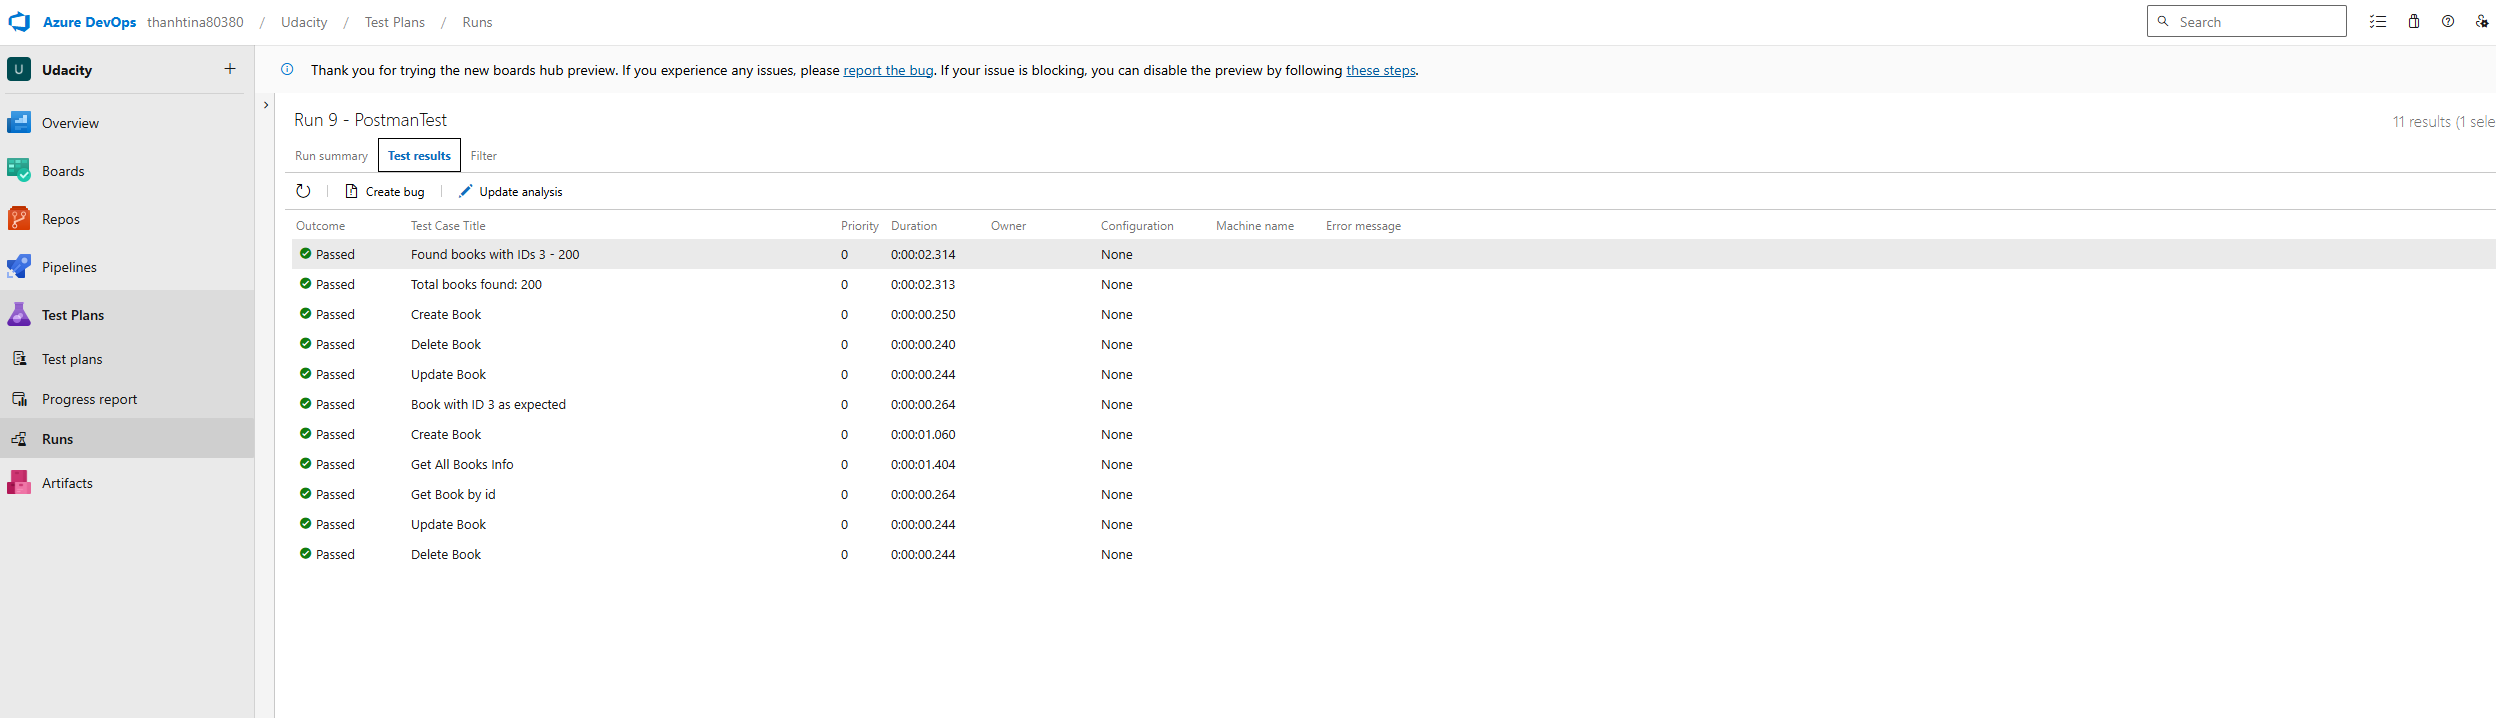 Azure DevOps thanhtina80380 / Udacity / Test Plans / Runs
Search
U Udacity +
Thank you for trying the new boards hub preview. If you experience any issues, please report the bug. If your issue is blocking, you can disable the preview by following these steps.
Overview
Boards
Repos
Pipelines
Test Plans
Test plans
Progress report
Runs
Artifacts
Run 9 - PostmanTest
11 results (1 sele
Run summary Test results Filter
Create bug Update analysis
Outcome Test Case Title Priority Duration Owner Configuration Machine name Error message
Passed Found books with IDs 3 - 200 0 0:00:02.314 None
Passed Total books found: 200 0 0:00:02.313 None
Passed Create Book 0 0:00:00.250 None
Passed Delete Book 0 0:00:00.240 None
Passed Update Book 0 0:00:00.244 None
Passed Book with ID 3 as expected 0 0:00:00.264 None
Passed Create Book 0 0:00:01.060 None
Passed Get All Books Info 0 0:00:01.404 None
Passed Get Book by id 0 0:00:00.264 None
Passed Update Book 0 0:00:00.244 None
Passed Delete Book 0 0:00:00.244 None